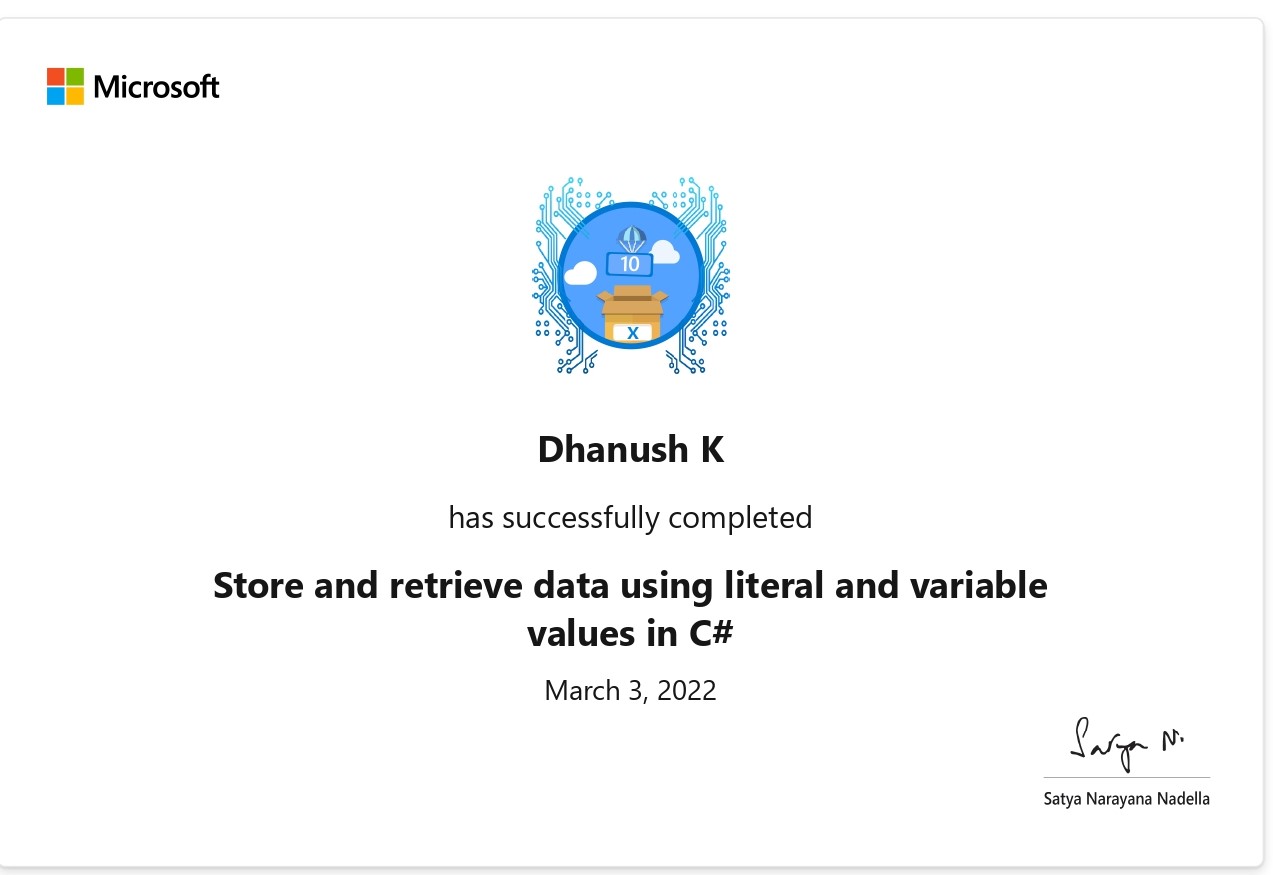 Microsoft
10
X
Dhanush K
has successfully completed
Store and retrieve data using literal and variable
values in C#
March 3, 2022
Satya N.
Satya Narayana Nadella